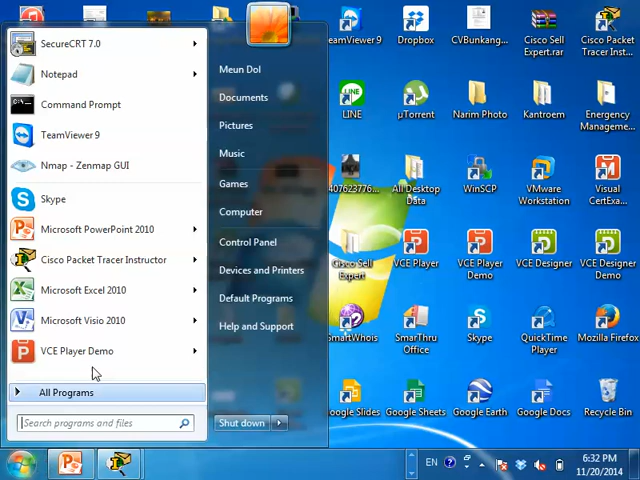 SecureCRT 7.0
Notepad
Command Prompt
TeamViewer 9
Nmap - Zenmap GUI
Skype
Microsoft PowerPoint 2010
Cisco Packet Tracer Instructor
Microsoft Excel 2010
Microsoft Visio 2010
VCE Player Demo
All Programs
Search programs and files
Meun Dol
Documents
Pictures
Music
Games
Computer
Control Panel
Devices and Printers
Default Programs
Help and Support
Shut down
TeamViewer 9
Dropbox
CVBunkang...
Cisco Sell
Expert.rar
Cisco Packet
Tracer Inst...
LINE
µTorrent
Narim Photo
Kantroem
Emergency
Manageme...
407623776...
All Desktop
Data
WinSCP
VMware
Workstation
Visual
CertExa...
Cisco Sell
Expert
VCE Player
VCE Player
Demo
VCE Designer
VCE Designer
Demo
SmartWhois
SmarThru
Office
Skype
QuickTime
Player
Mozilla Firefox
Google Slides
Google Sheets
Google Earth
Google Docs
Recycle Bin
EN
6:32 PM
11/20/2014